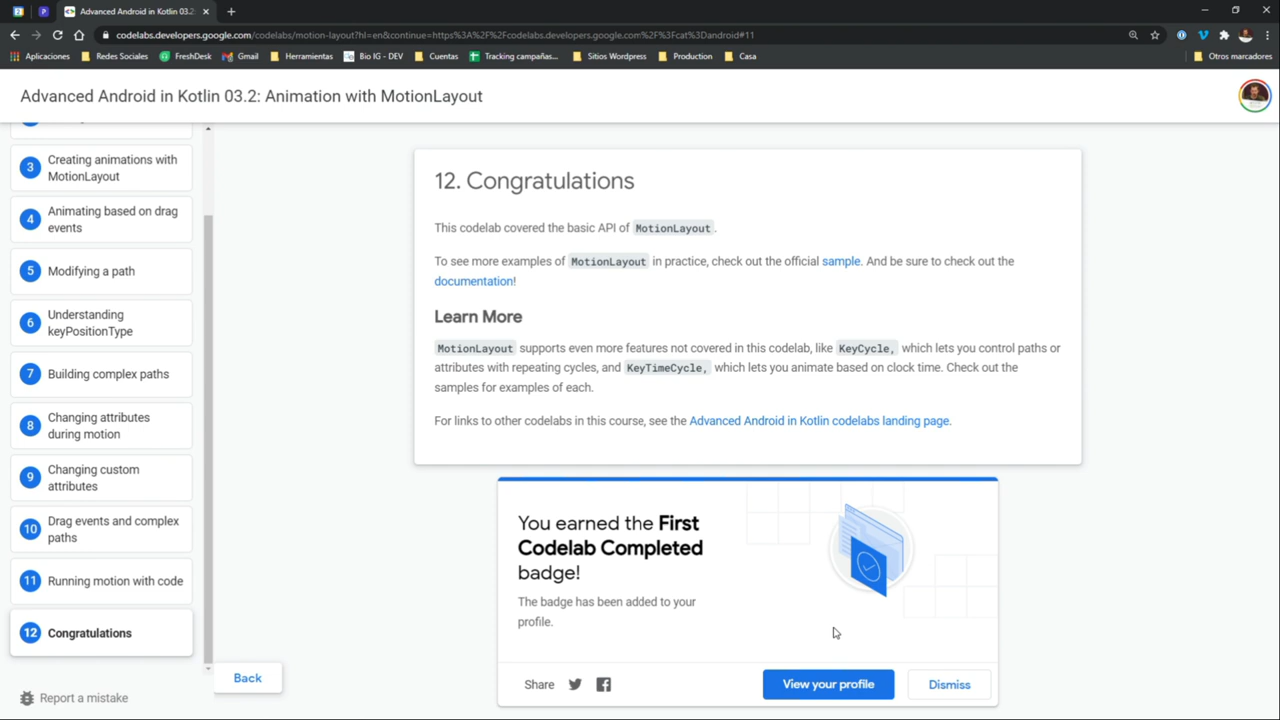 Advanced Android in Kotlin 03.2
codelabs.developers.google.com/codelabs/motion-layout?hl=en&continue=https%3A%2F%2Fcodelabs.developers.google.com%2F%3Fcat%3Dandroid#11
Aplicaciones
Redes Sociales
FreshDesk
Gmail
Herramientas
Bio IG - DEV
Cuentas
Tracking campañas...
Sitios Wordpress
Production
Casa
Otros marcadores
Advanced Android in Kotlin 03.2: Animation with MotionLayout
3 Creating animations with
MotionLayout
4 Animating based on drag
events
5 Modifying a path
6 Understanding
keyPositionType
7 Building complex paths
8 Changing attributes
during motion
9 Changing custom
attributes
10 Drag events and complex
paths
11 Running motion with code
12 Congratulations
Report a mistake
Back
12. Congratulations
This codelab covered the basic API of MotionLayout.
To see more examples of MotionLayout in practice, check out the official sample. And be sure to check out the
documentation!
Learn More
MotionLayout supports even more features not covered in this codelab, like KeyCycle, which lets you control paths or
attributes with repeating cycles, and KeyTimeCycle, which lets you animate based on clock time. Check out the
samples for examples of each.
For links to other codelabs in this course, see the Advanced Android in Kotlin codelabs landing page.
You earned the First
Codelab Completed
badge!
The badge has been added to your
profile.
Share
View your profile
Dismiss